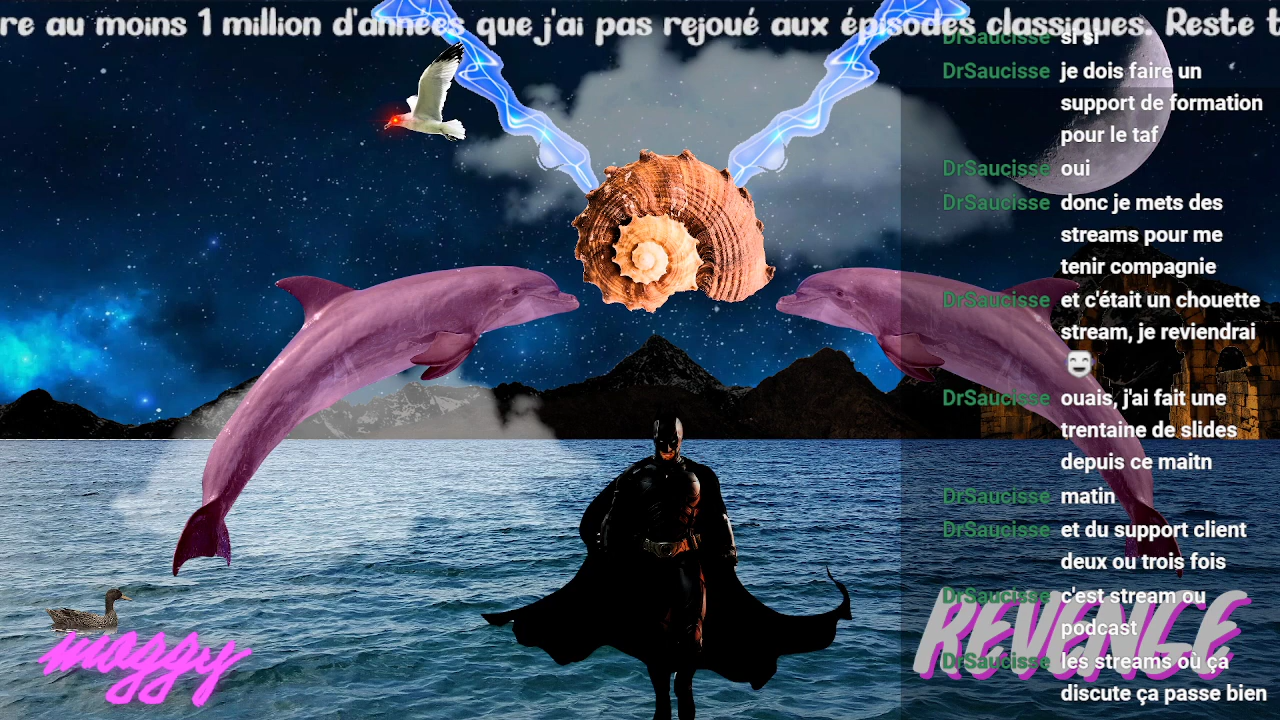 re au moins 1 million d'années que j'ai pas rejoué aux épisodes classiques. Reste t
DrSaucisse si si
DrSaucisse je dois faire un
support de formation
pour le taf
DrSaucisse oui
DrSaucisse donc je mets des
streams pour me
tenir compagnie
DrSaucisse et c'était un chouette
stream, je reviendrai
DrSaucisse ouais, j'ai fait une
trentaine de slides
depuis ce maitn
DrSaucisse matin
DrSaucisse et du support client
deux ou trois fois
DrSaucisse c'est stream ou
podcast
DrSaucisse les streams où ça
discute ça passe bien
moggy
REVENGE